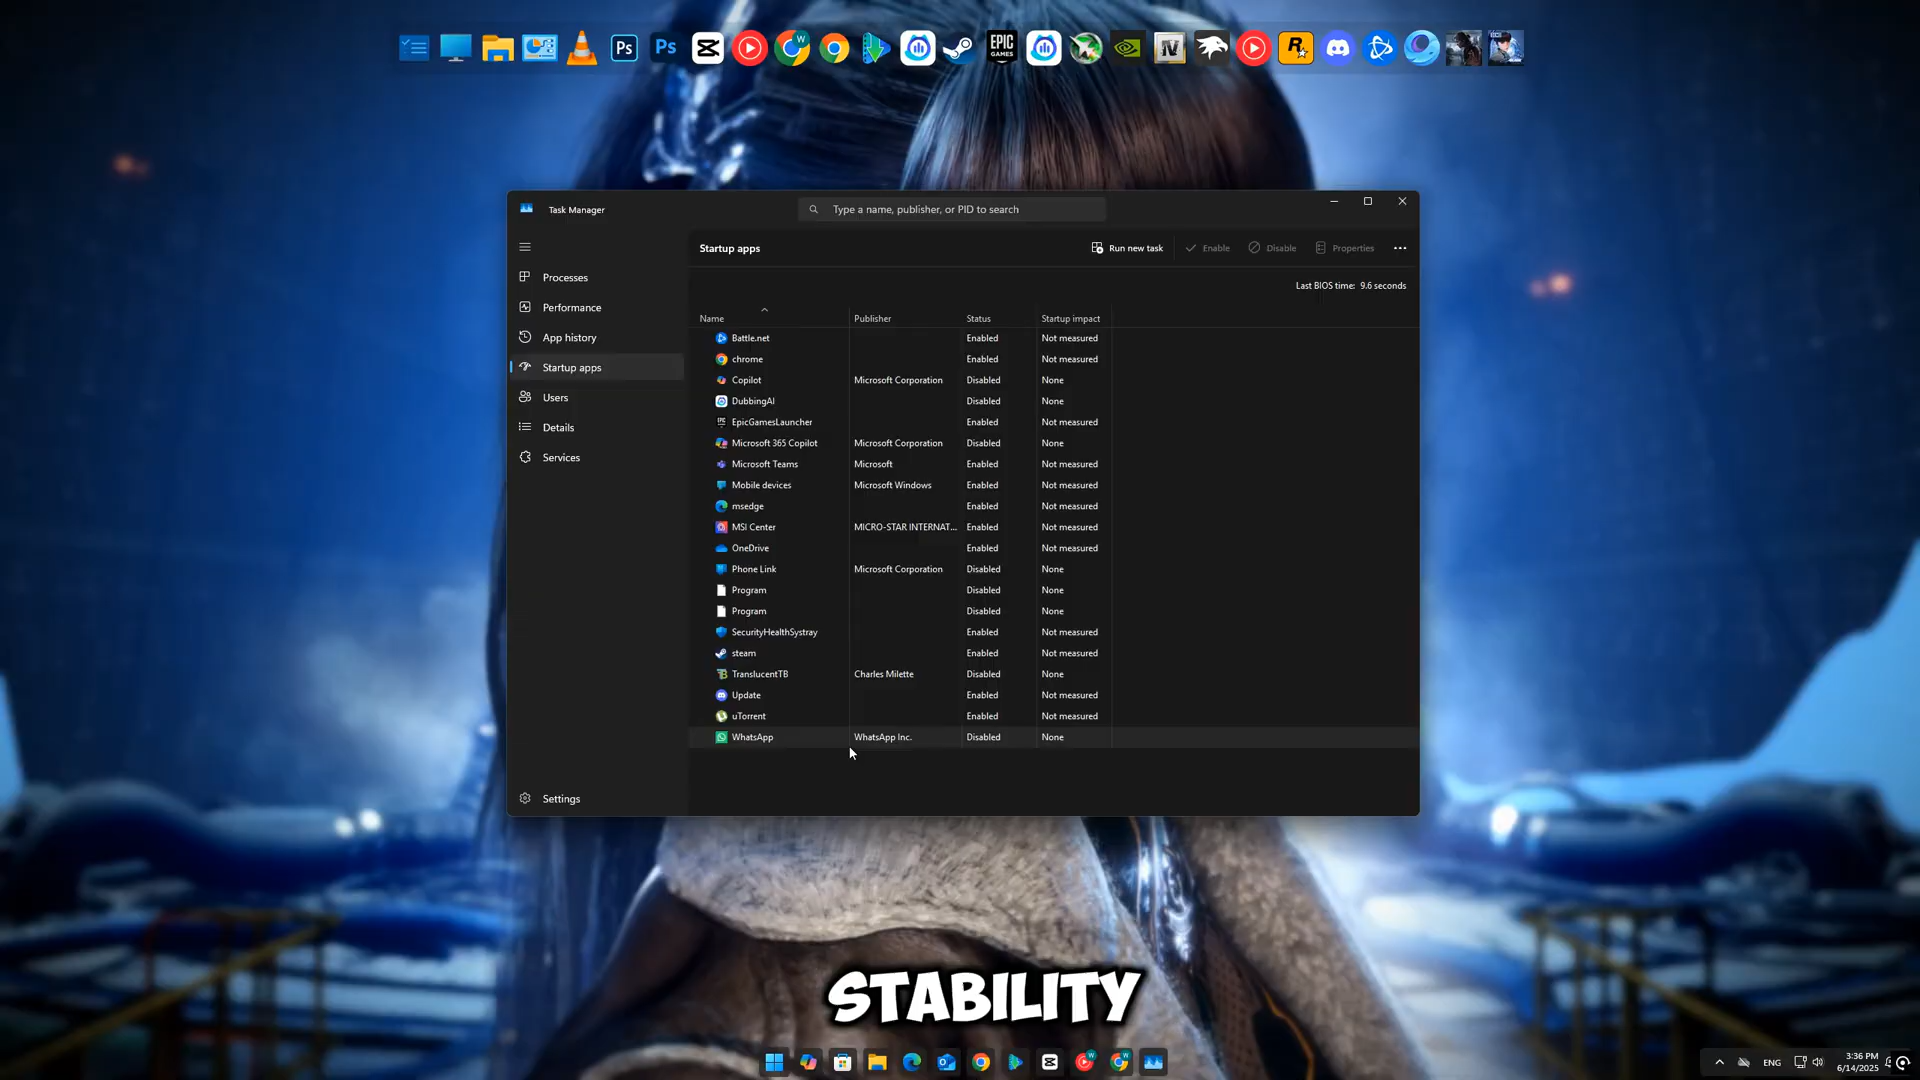 Ps
Ps
W
EPIC
GAMES
IV
R
Task Manager
Type a name, publisher, or PID to search
Startup apps
Run new task
Enable
Disable
Properties
Last BIOS time: 9.6 seconds
Processes
Performance
App history
Startup apps
Users
Details
Services
Settings
Name Publisher Status Startup impact
Battle.net Enabled Not measured
chrome Enabled Not measured
Copilot Microsoft Corporation Disabled None
DubbingAI Disabled None
EpicGamesLauncher Enabled Not measured
Microsoft 365 Copilot Microsoft Corporation Disabled None
Microsoft Teams Microsoft Enabled Not measured
Mobile devices Microsoft Windows Enabled Not measured
msedge Enabled Not measured
MSI Center MICRO-STAR INTERNAT... Enabled Not measured
OneDrive Enabled Not measured
Phone Link Microsoft Corporation Disabled None
Program Disabled None
Program Disabled None
SecurityHealthSystray Enabled Not measured
steam Enabled Not measured
TranslucentTB Charles Milette Disabled None
Update Enabled Not measured
uTorrent Enabled Not measured
WhatsApp WhatsApp Inc. Disabled None
STABILITY
ENG
3:36 PM
6/14/2025